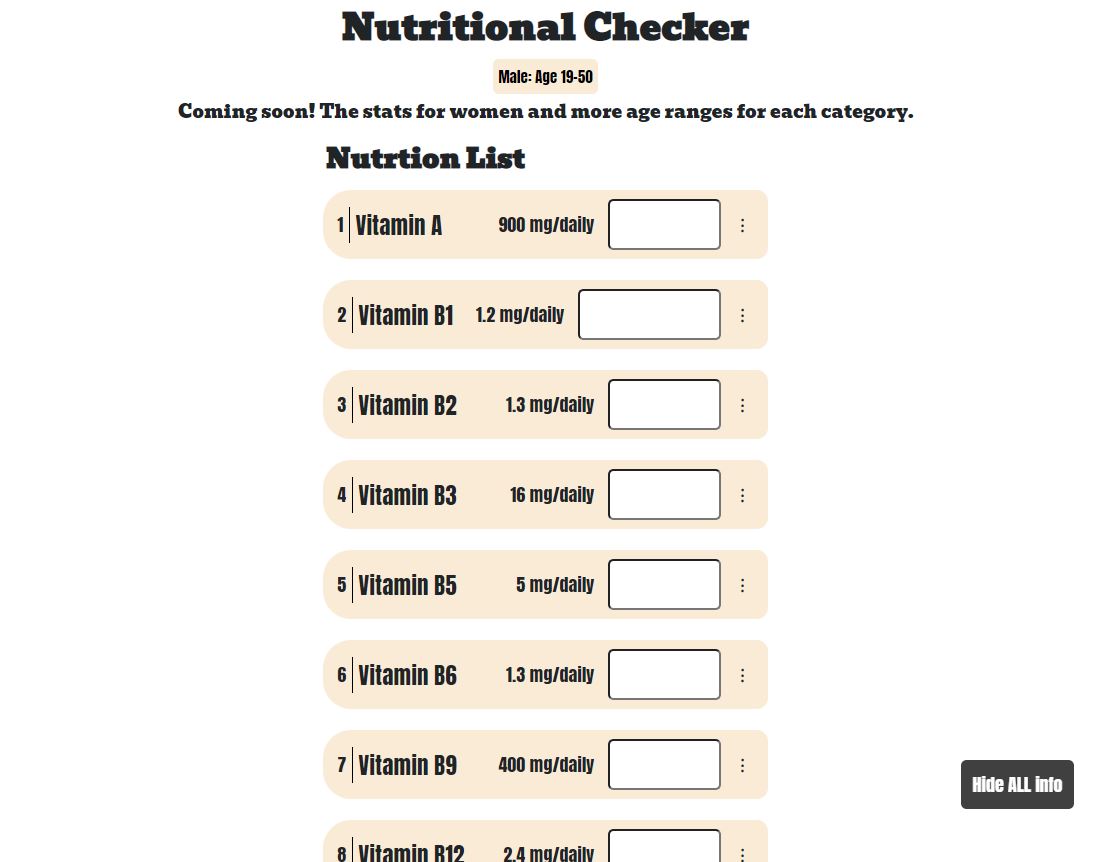 Nutritional Checker
Male: Age 19-50
Coming soon! The stats for women and more age ranges for each category.
Nutrtion List
1 Vitamin A 900 mg/daily
2 Vitamin B1 1.2 mg/daily
3 Vitamin B2 1.3 mg/daily
4 Vitamin B3 16 mg/daily
5 Vitamin B5 5 mg/daily
6 Vitamin B6 1.3 mg/daily
7 Vitamin B9 400 mg/daily
Hide ALL info
8 Vitamin B12 2.4 mg/daily